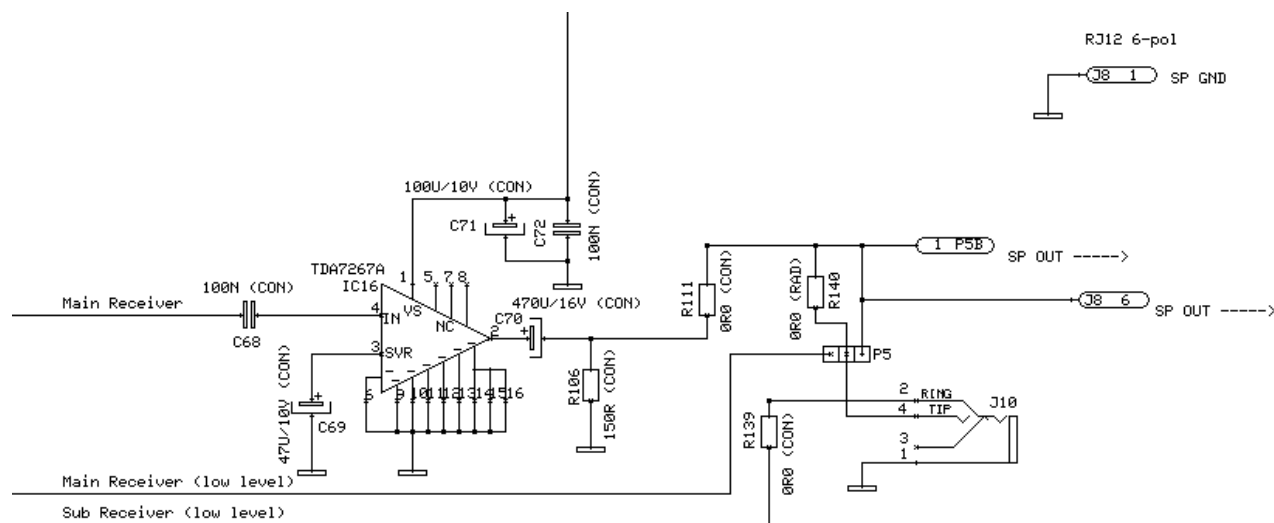 RJ12 6-pol
J8 1 SP GND
100U/10V (CON)
C71
C72
100N (CON)
TDA7267A
IC16
1 5 7 8
VS
NC
100N (CON)
Main Receiver
C68
4
IN
3
SVR
2
470U/16V (CON)
C70
R111
0R0 (CON)
0R0 (RAD)
R140
1 P5B
SP OUT ----->
J8 6
SP OUT ----->
P5
47U/10V (CON)
C69
6 9 10 11 12 13 14 15 16
R106
150R (CON)
R139
0R0 (CON)
2 RING
4 TIP
J10
3
1
Main Receiver (low level)
Sub Receiver (low level)